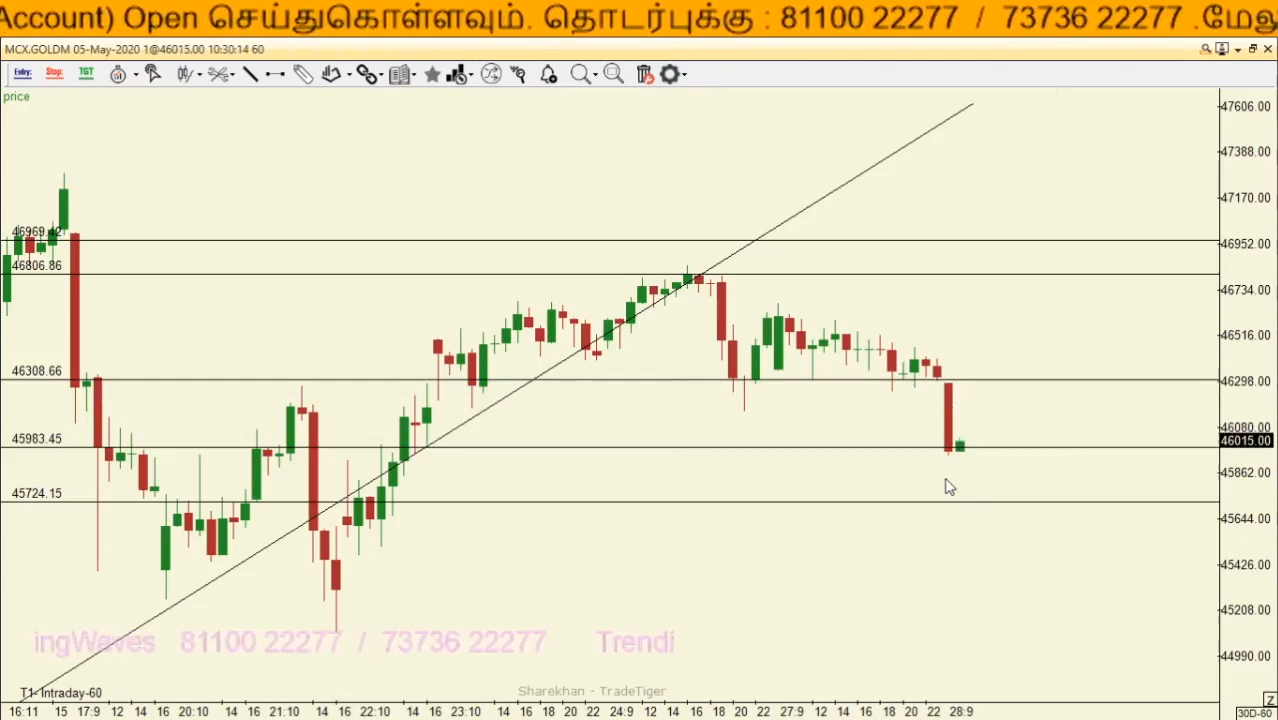 Account) Open செய்துகொள்ளவும். தொடர்புக்கு : 81100 22277 / 73736 22277 .மேலு
MCX.GOLDM 05-May-2020 1@46015.00 10:30:14 60
Entry: Stop: TGT
price
47606.00
47388.00
47170.00
46969.42
46952.00
46806.86
46734.00
46516.00
46308.66
46298.00
46080.00
45983.45
46015.00
45862.00
45724.15
45644.00
45426.00
45208.00
ingWaves 81100 22277 / 73736 22277 Trendi
44990.00
T1- Intraday-60
Sharekhan - TradeTiger
Z
16:11 15 17:9 12 14 16 20:10 14 16 21:10 14 16 22:10 14 16 23:10 14 16 18 20 22 24:9 12 14 16 18 20 22 27:9 12 14 16 18 20 22 28:9
30D-60